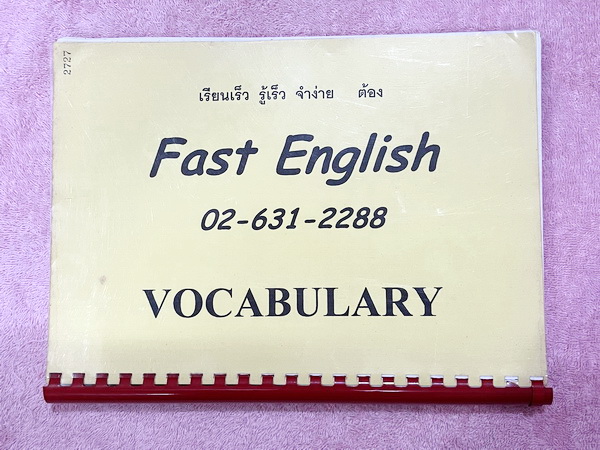 2727
เรียนเร็ว รู้เร็ว จำง่าย ต้อง
Fast English
02-631-2288
VOCABULARY